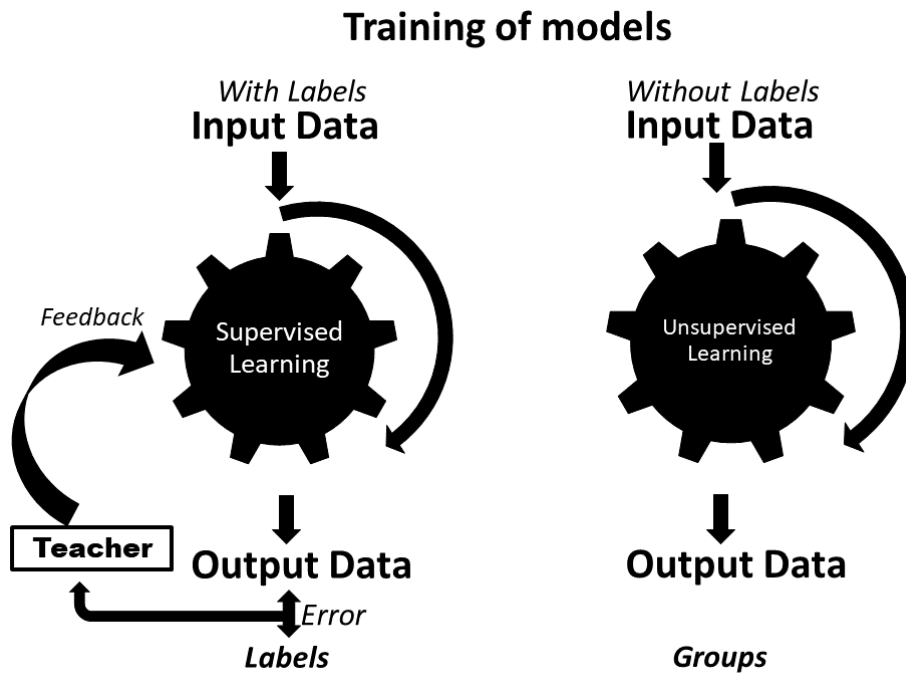 Training of models
With Labels
Input Data
Feedback
Supervised
Learning
Teacher
Output Data
Error
Labels
Without Labels
Input Data
Unsupervised
Learning
Output Data
Groups